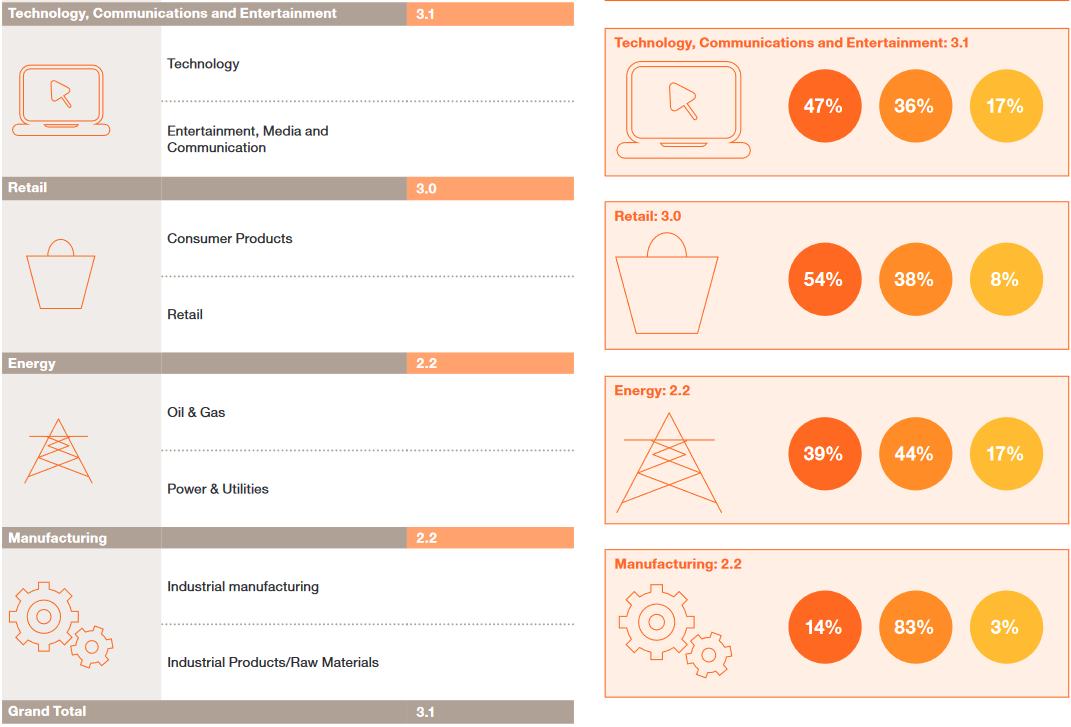 Technology, Communications and Entertainment 3.1
Technology
Entertainment, Media and
Communication
Retail 3.0
Consumer Products
Retail
Energy 2.2
Oil & Gas
Power & Utilities
Manufacturing 2.2
Industrial manufacturing
Industrial Products/Raw Materials
Grand Total 3.1
Technology, Communications and Entertainment: 3.1
47% 36% 17%
Retail: 3.0
54% 38% 8%
Energy: 2.2
39% 44% 17%
Manufacturing: 2.2
14% 83% 3%